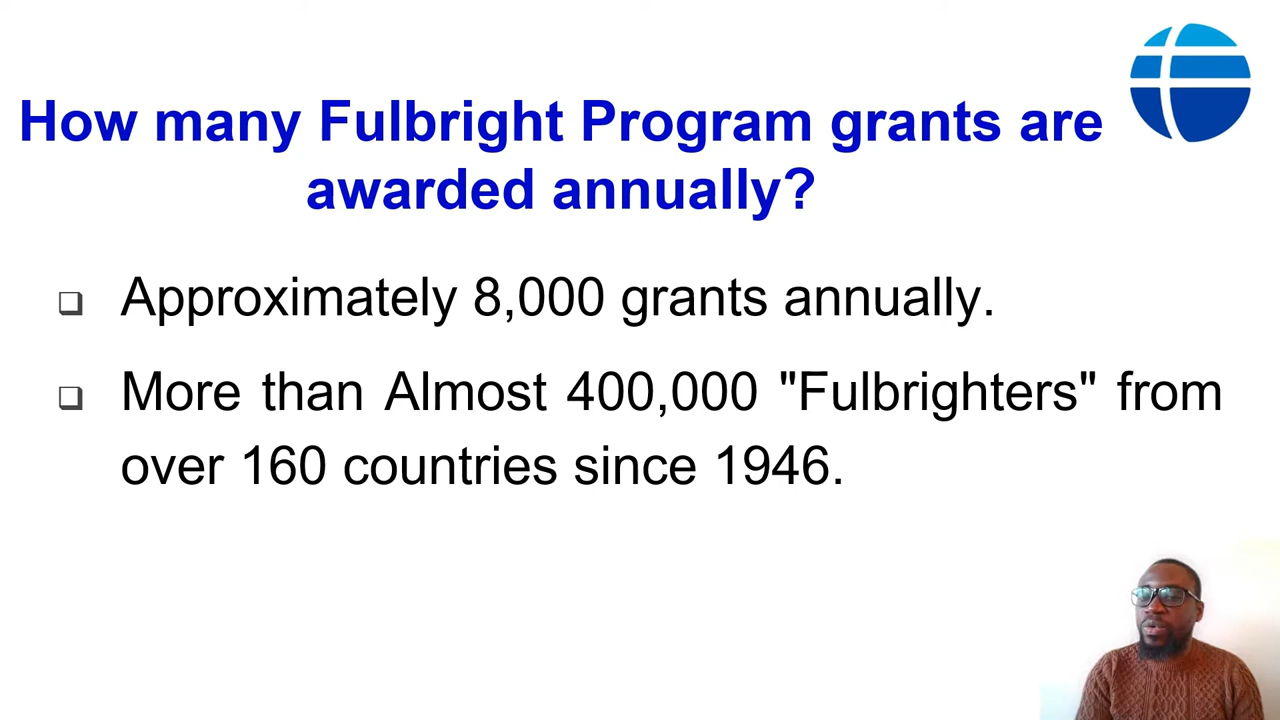 How many Fulbright Program grants are
awarded annually?
❑ Approximately 8,000 grants annually.
❑ More than Almost 400,000 "Fulbrighters" from
over 160 countries since 1946.